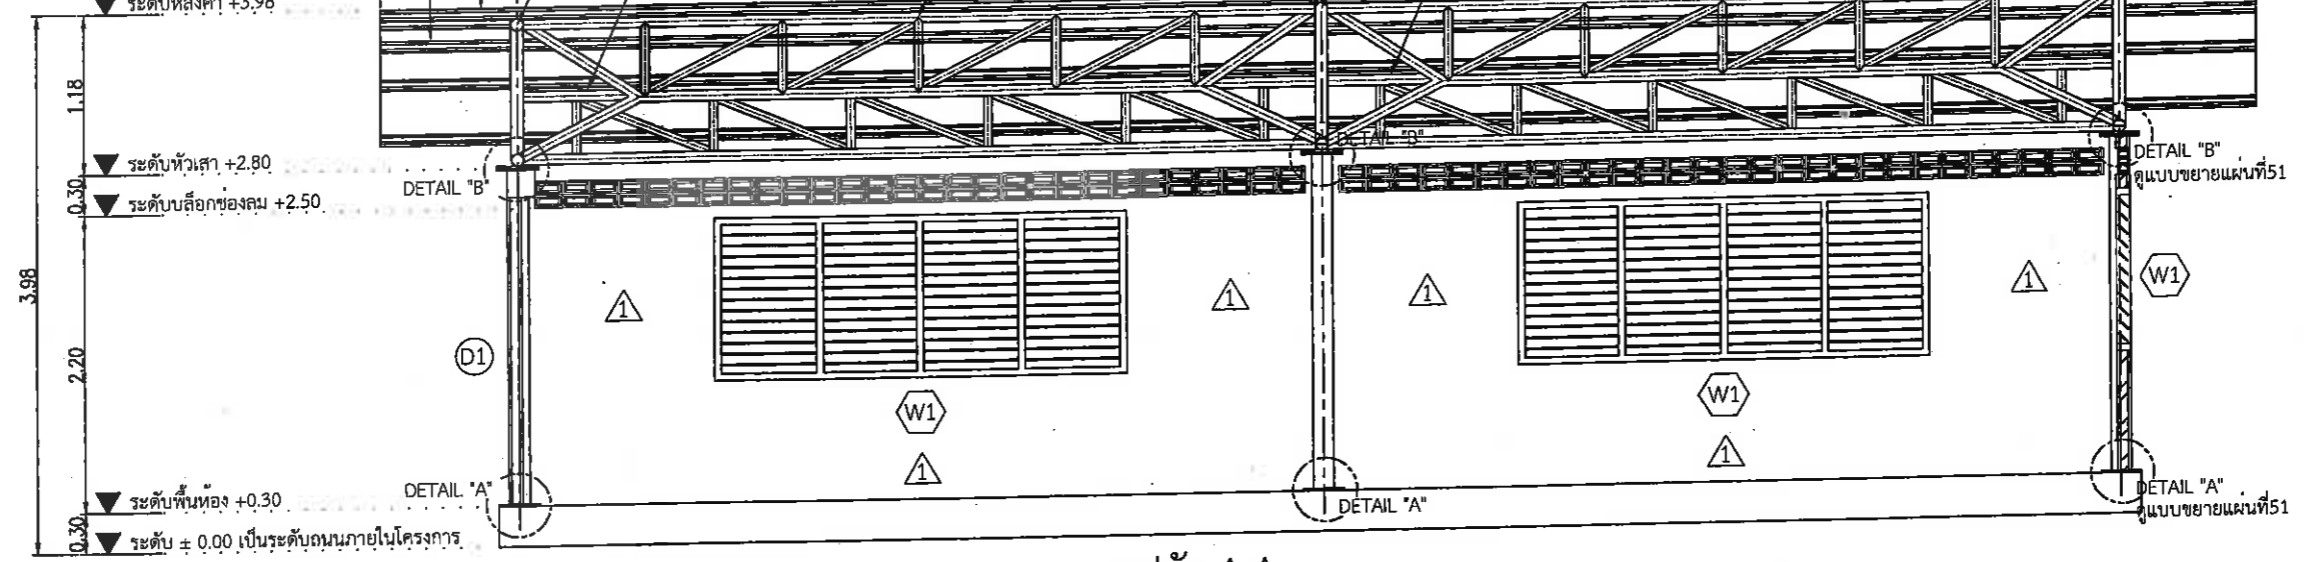 ระดับหลังคา +3.98
1.18
ระดับหัวเสา +2.80
0.30
ระดับบล็อกช่องลม +2.50
3.98
2.20
ระดับพื้นห้อง +0.30
0.30
ระดับ ± 0.00 เป็นระดับถนนภายในโครงการ
DETAIL "B"
DETAIL "B"
DETAIL "B"
ดูแบบขยายแผ่นที่51
D1
1
1
1
1
W1
W1
W1
1
1
DETAIL "A"
DETAIL "A"
DETAIL "A"
ดูแบบขยายแผ่นที่51